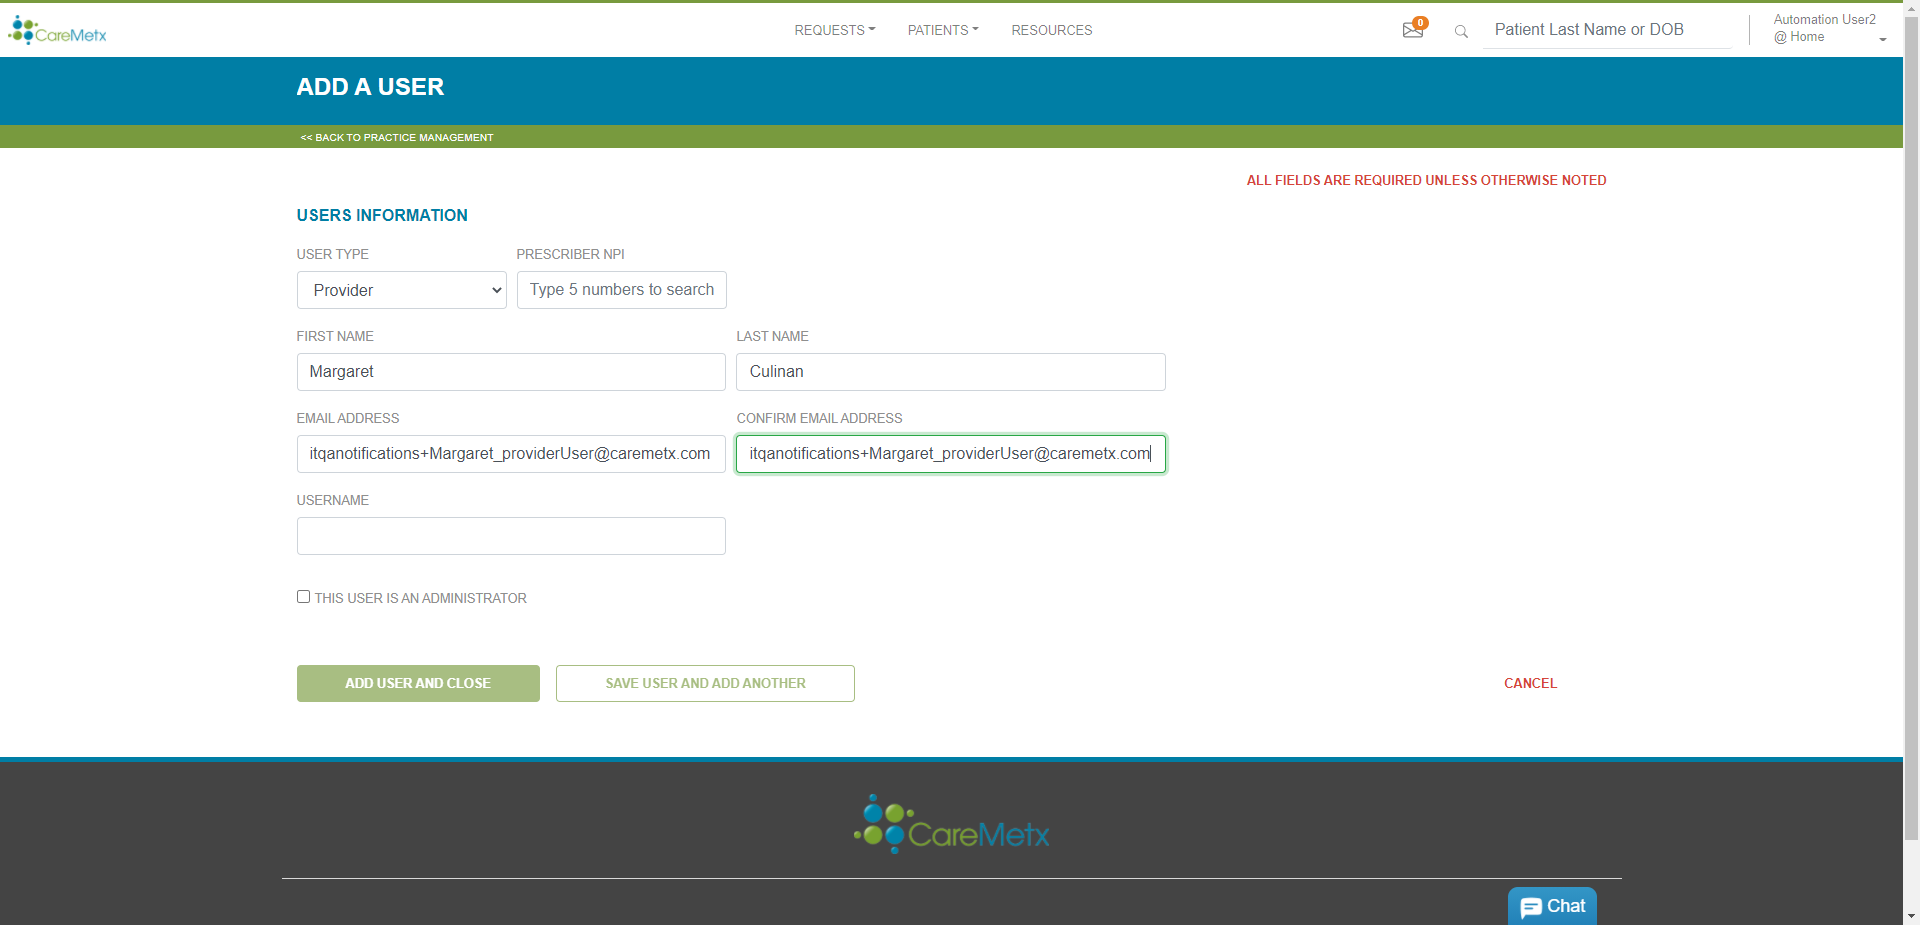 CareMetx
REQUESTS PATIENTS RESOURCES
0
Patient Last Name or DOB
Automation User2
@ Home
ADD A USER
<< BACK TO PRACTICE MANAGEMENT
ALL FIELDS ARE REQUIRED UNLESS OTHERWISE NOTED
USERS INFORMATION
USER TYPE PRESCRIBER NPI
Provider Type 5 numbers to search
FIRST NAME LAST NAME
Margaret Culinan
EMAIL ADDRESS CONFIRM EMAIL ADDRESS
itqanotifications+Margaret_providerUser@caremetx.com itqanotifications+Margaret_providerUser@caremetx.com
USERNAME
THIS USER IS AN ADMINISTRATOR
ADD USER AND CLOSE SAVE USER AND ADD ANOTHER CANCEL
CareMetx
Chat